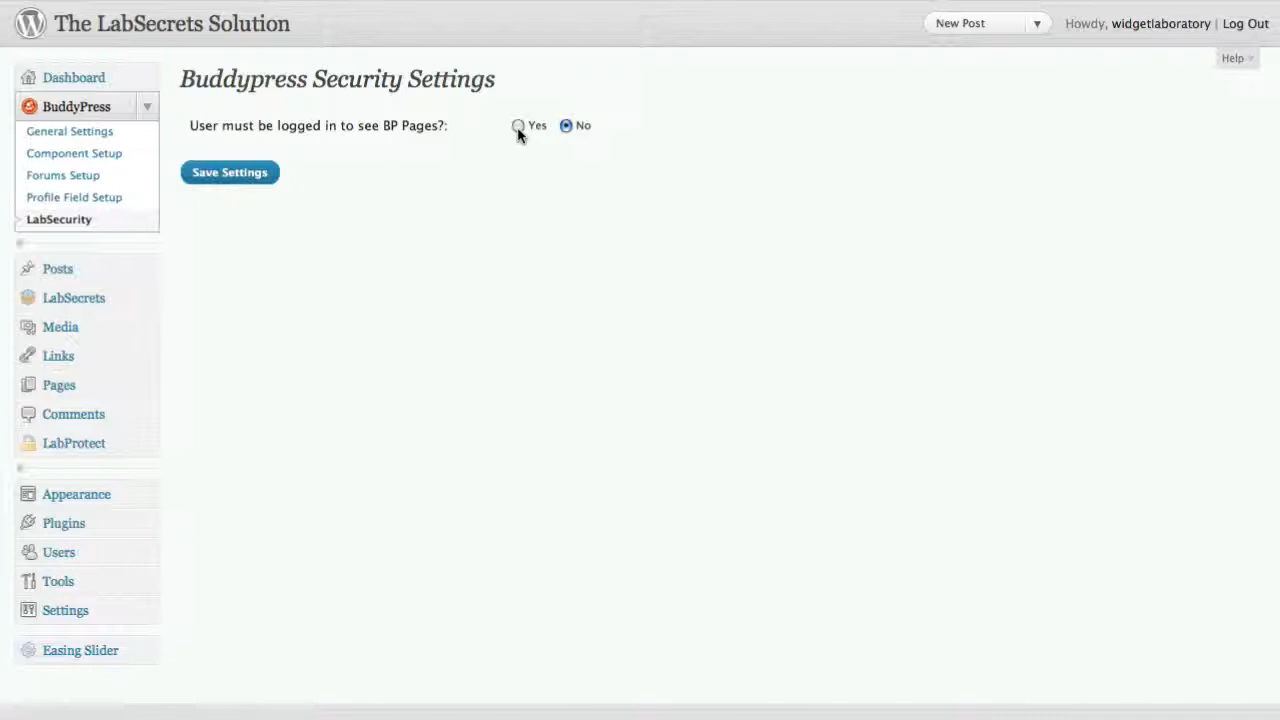 The LabSecrets Solution
New Post
Howdy, widgetlaboratory | Log Out
Help
Dashboard
BuddyPress
General Settings
Component Setup
Forums Setup
Profile Field Setup
LabSecurity
Posts
LabSecrets
Media
Links
Pages
Comments
LabProtect
Appearance
Plugins
Users
Tools
Settings
Easing Slider
Buddypress Security Settings
User must be logged in to see BP Pages?: Yes No
Save Settings